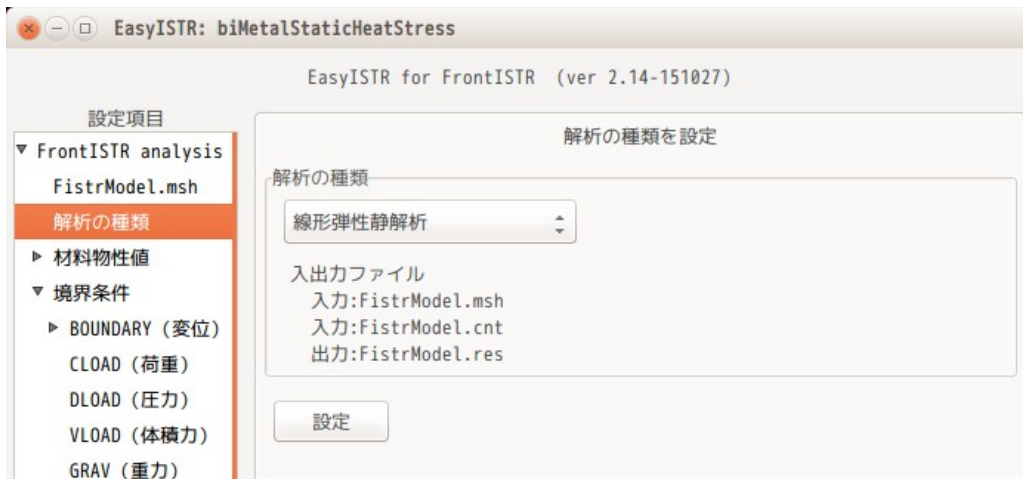 EasyISTR: biMetalStaticHeatStress
EasyISTR for FrontISTR (ver 2.14-151027)
設定項目
FrontISTR analysis
FistrModel.msh
解析の種類
材料物性値
境界条件
BOUNDARY (変位)
CLOAD (荷重)
DLOAD (圧力)
VLOAD (体積力)
GRAV (重力)
解析の種類を設定
解析の種類
線形弾性静解析
入出力ファイル
入力:FistrModel.msh
入力:FistrModel.cnt
出力:FistrModel.res
設定